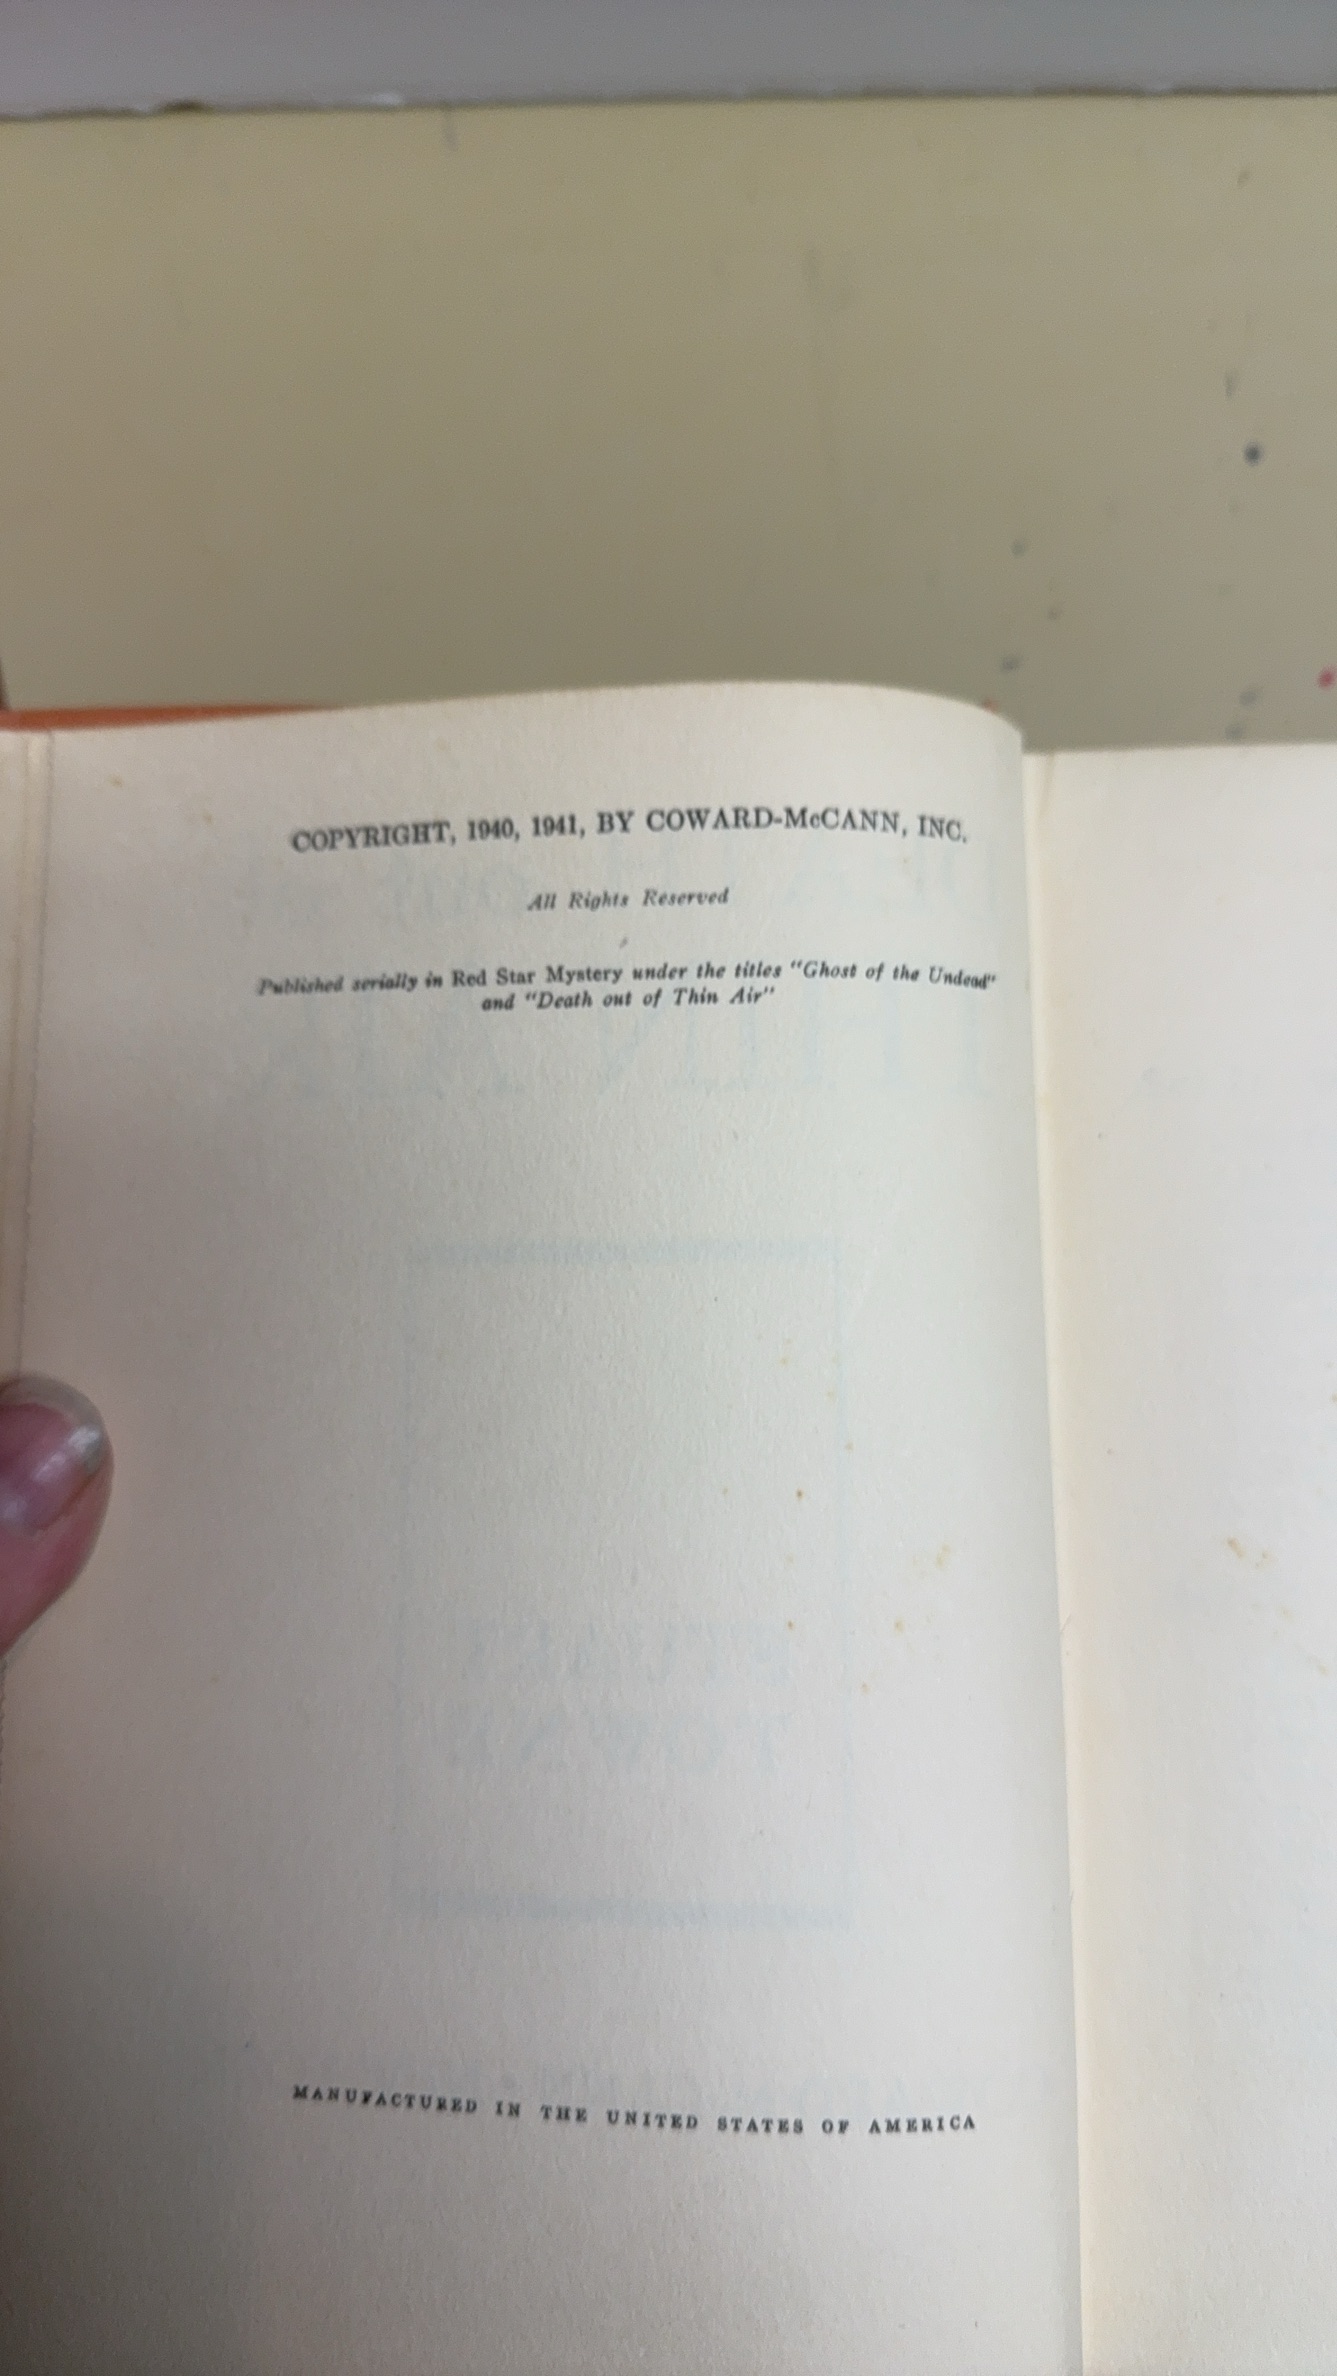 COPYRIGHT, 1940, 1941, BY COWARD-McCANN, INC.
All Rights Reserved
Published serially in Red Star Mystery under the titles "Ghost of the Undead"
and "Death out of Thin Air"
MANUFACTURED IN THE UNITED STATES OF AMERICA